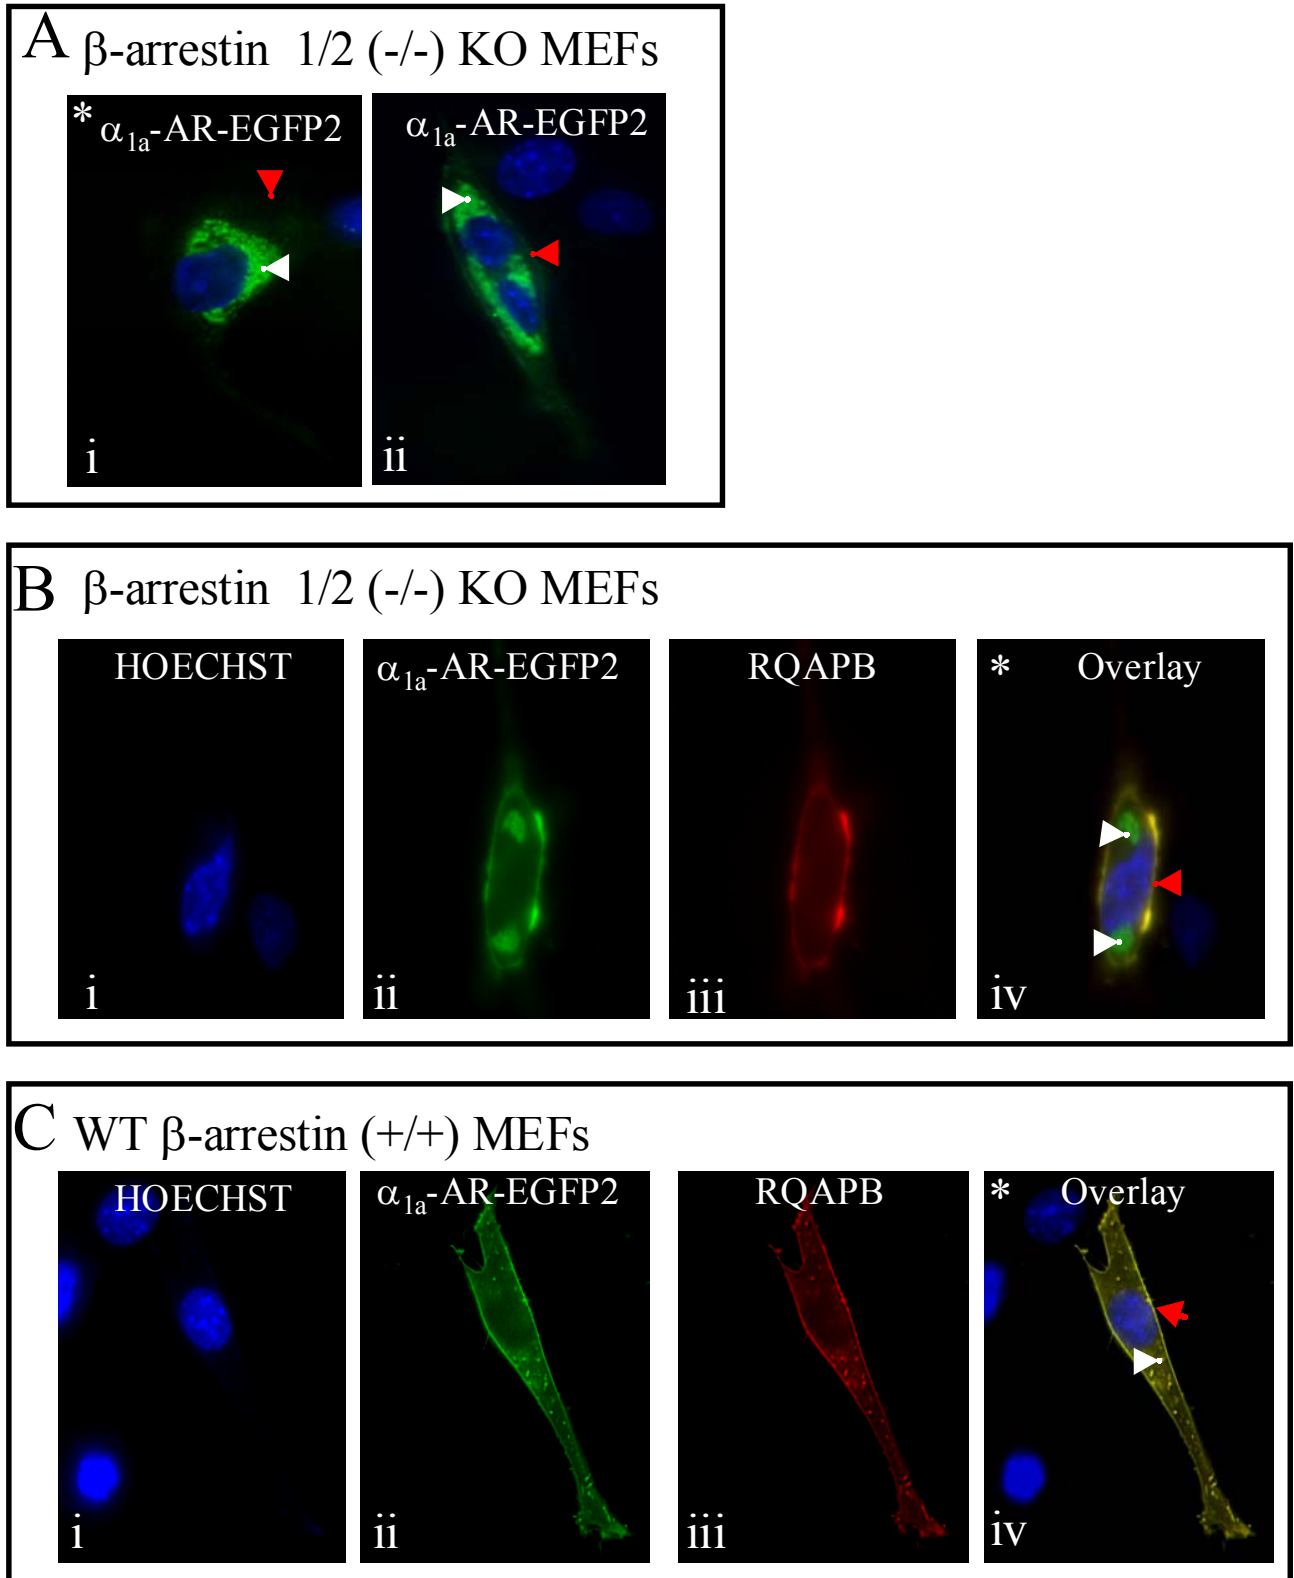 A β-arrestin 1/2 (-/-) KO MEFs
* α1a-AR-EGFP2
α1a-AR-EGFP2
i
ii
B β-arrestin 1/2 (-/-) KO MEFs
HOECHST
α1a-AR-EGFP2
RQAPB
* Overlay
i
ii
iii
iv
C WT β-arrestin (+/+) MEFs
HOECHST
α1a-AR-EGFP2
RQAPB
* Overlay
i
ii
iii
iv